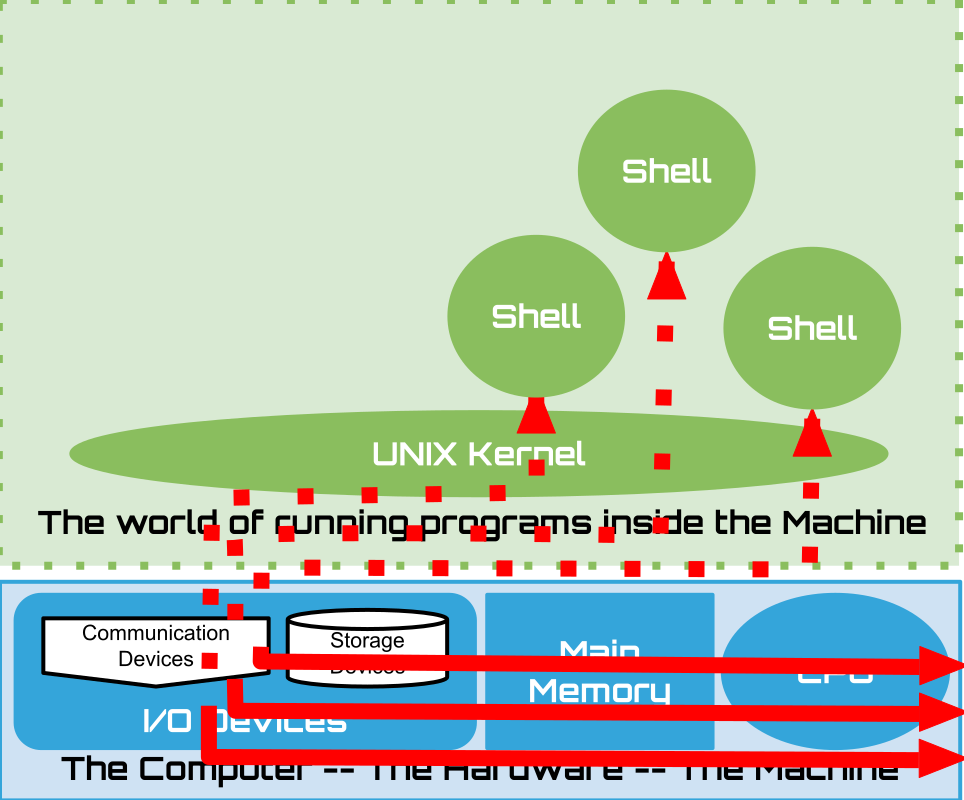 Shell
Shell
Shell
UNIX Kernel
The world of running programs inside the Machine
Communication
Devices
Storage
Devices
Main
Memory
CPU
I/O Devices
The Computer -- The Hardware -- The Machine